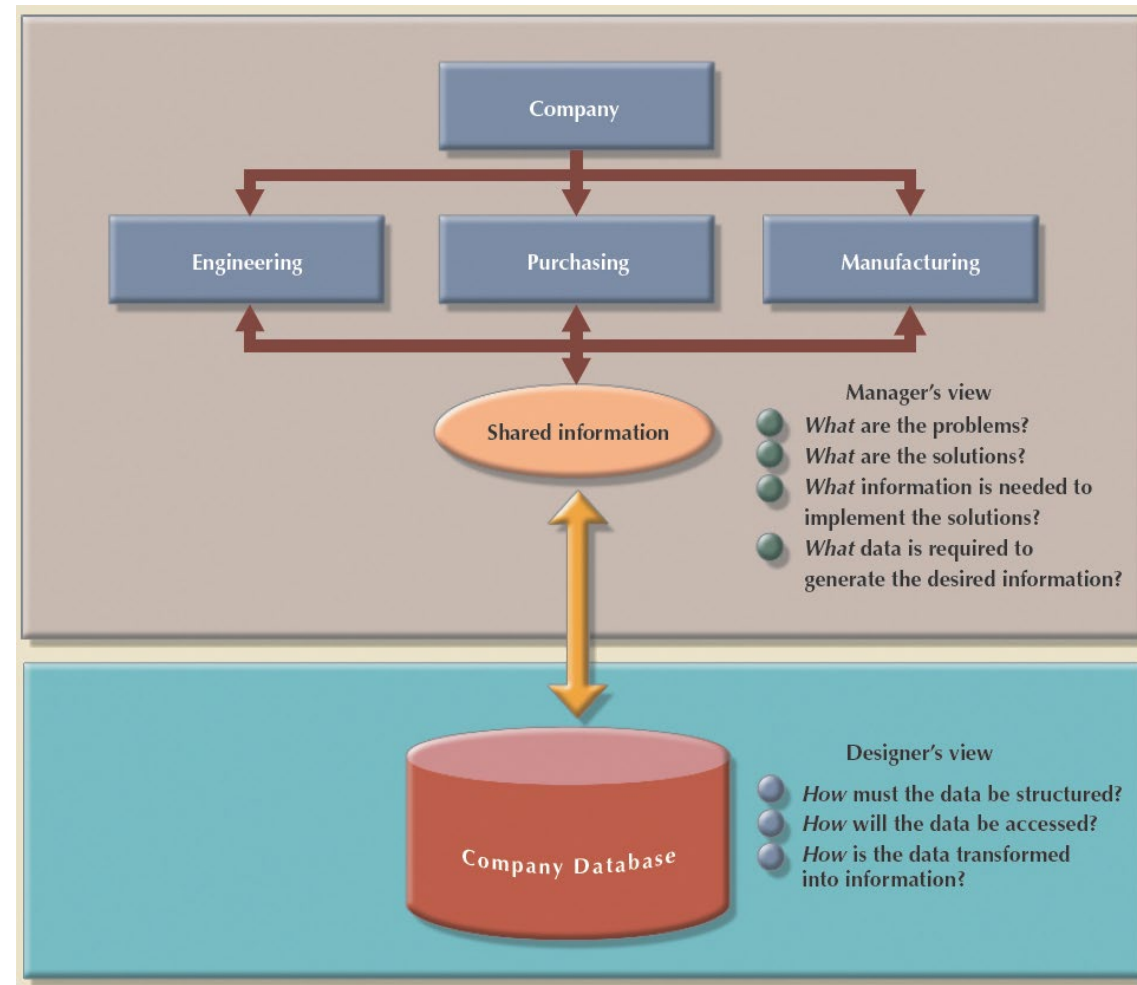 Company
Engineering
Purchasing
Manufacturing
Shared information
Manager's view
What are the problems?
What are the solutions?
What information is needed to
implement the solutions?
What data is required to
generate the desired information?
Company Database
Designer's view
How must the data be structured?
How will the data be accessed?
How is the data transformed
into information?